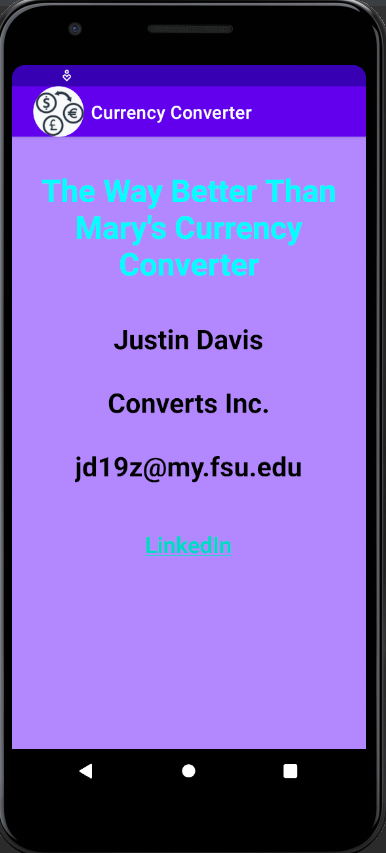 $
€
£
Currency Converter
The Way Better Than
Mary's Currency
Converter
Justin Davis
Converts Inc.
jd19z@my.fsu.edu
LinkedIn